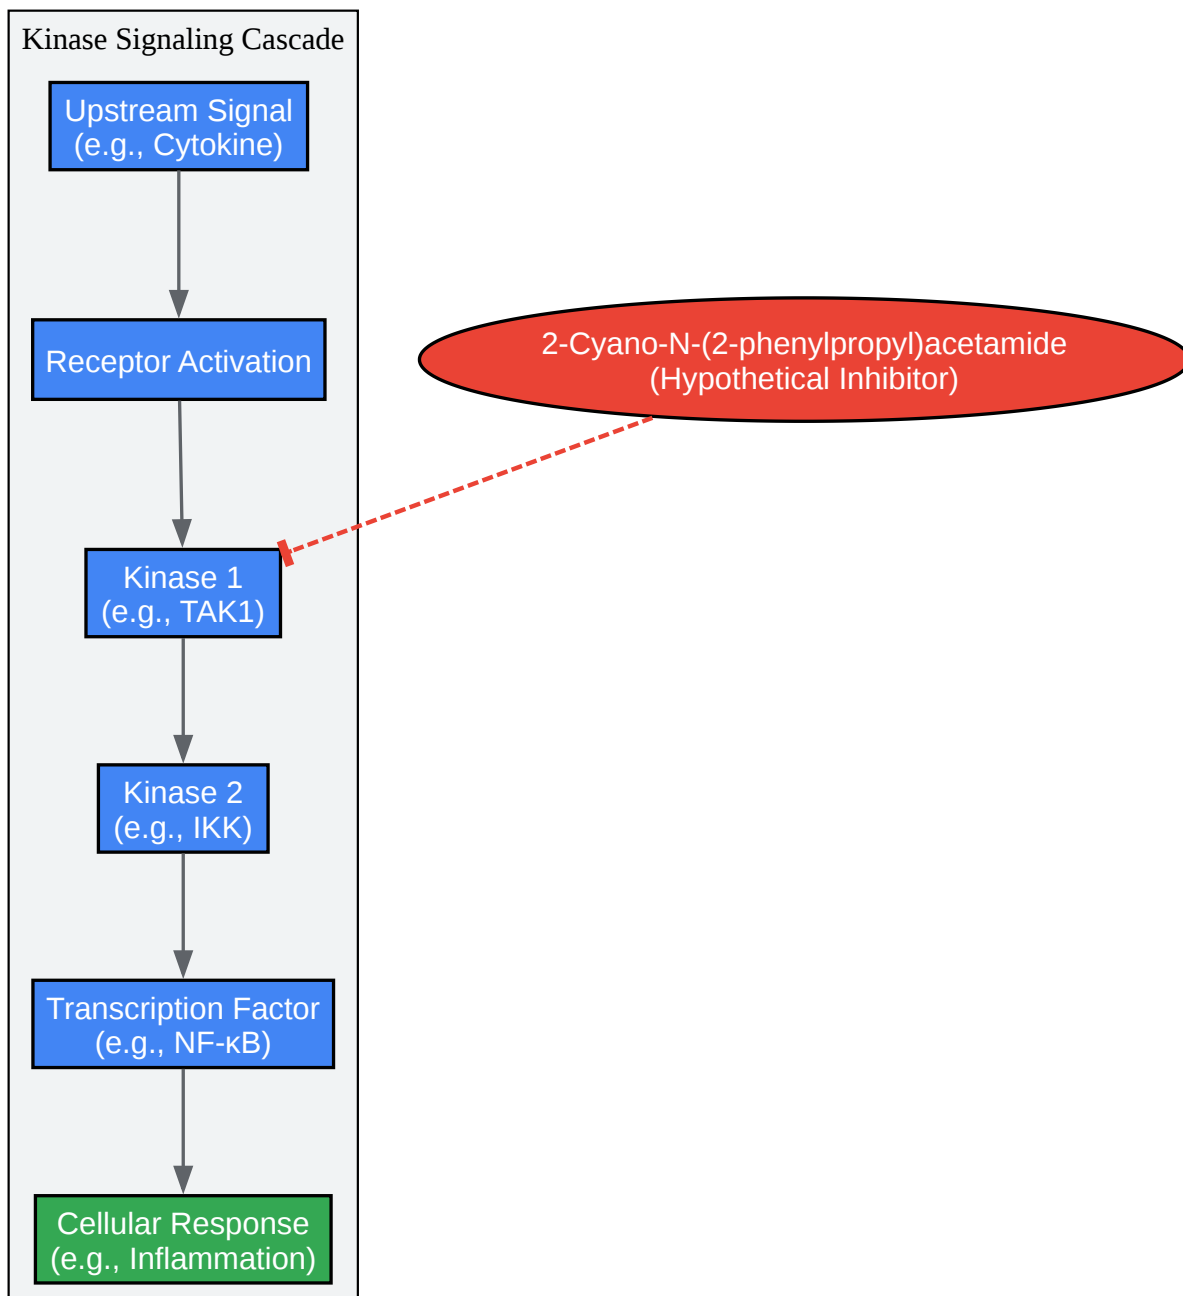 Kinase Signaling Cascade
Upstream Signal
(e.g., Cytokine)
Receptor Activation
2-Cyano-N-(2-phenylpropyl)acetamide
(Hypothetical Inhibitor)
Kinase 1
(e.g., TAK1)
Kinase 2
(e.g., IKK)
Transcription Factor
(e.g., NF-κB)
Cellular Response
(e.g., Inflammation)